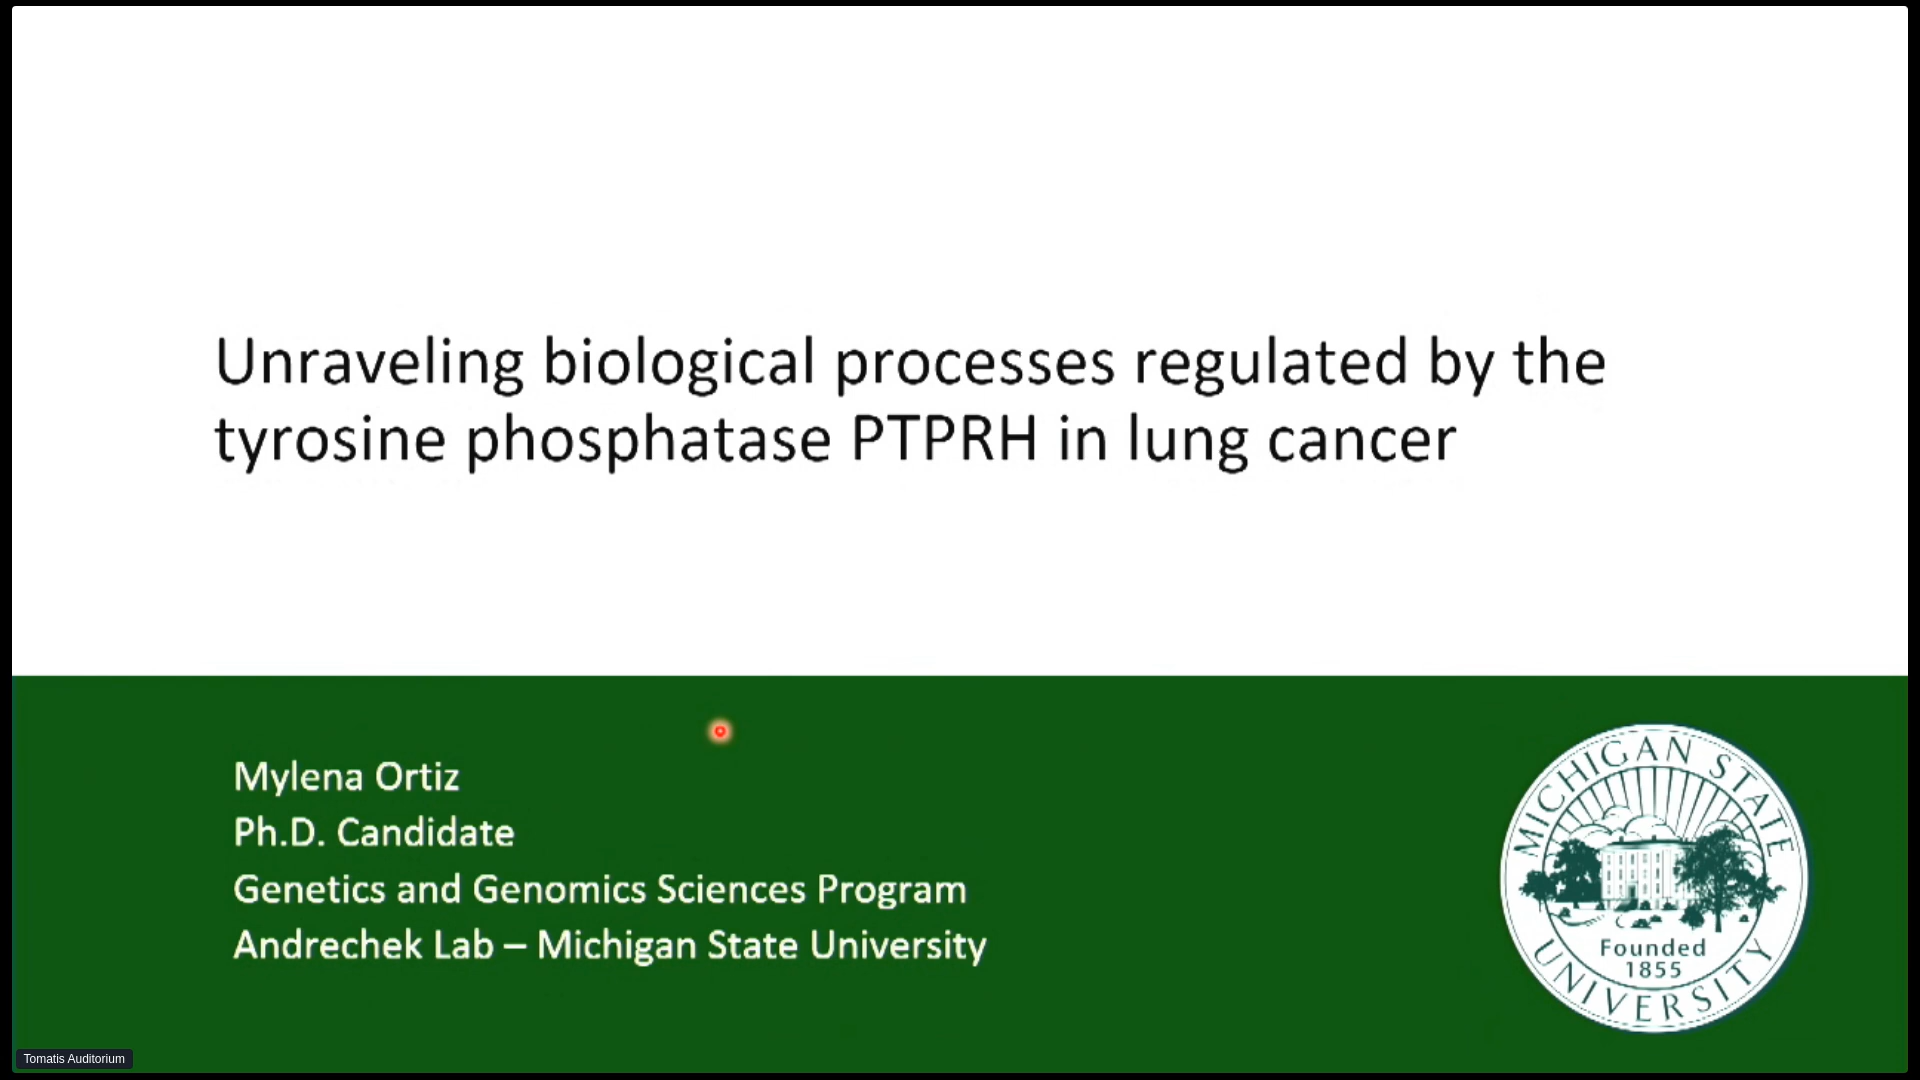 Unraveling biological processes regulated by the
tyrosine phosphatase PTPRH in lung cancer
Mylena Ortiz
Ph.D. Candidate
Genetics and Genomics Sciences Program
Andrechek Lab – Michigan State University
MICHIGAN STATE
UNIVERSITY
Founded
1855
Tomatis Auditorium